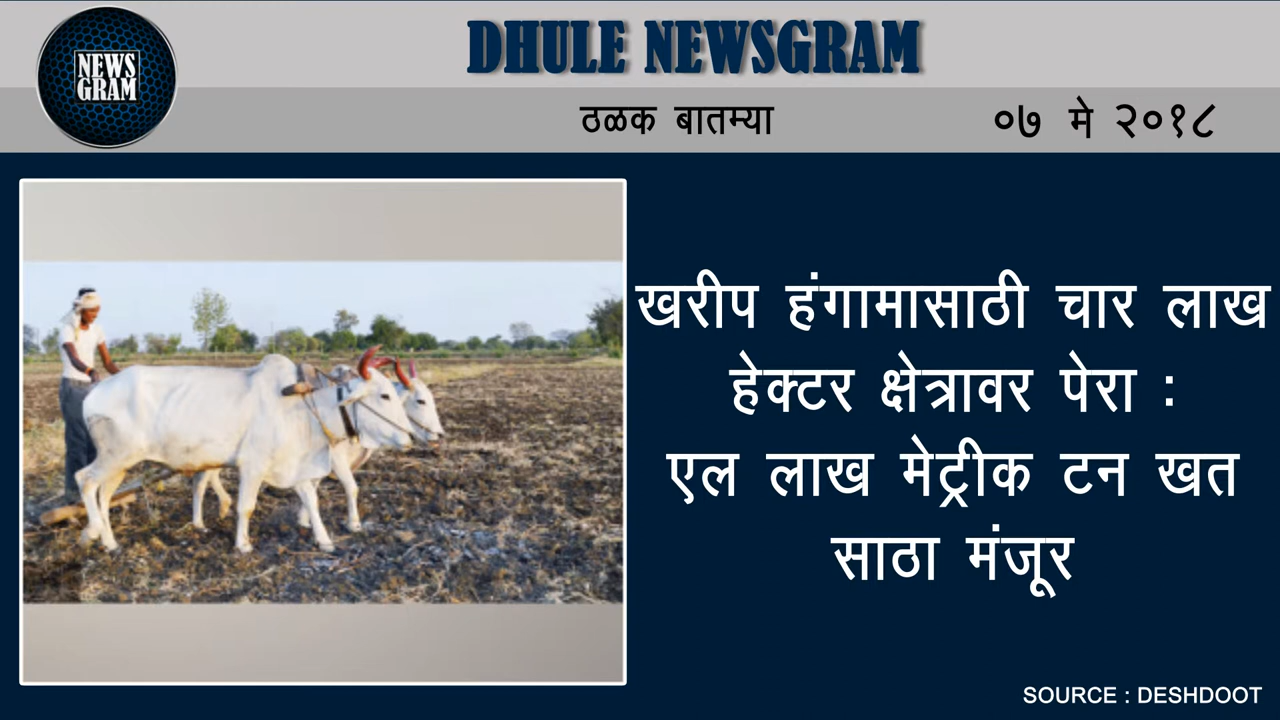 NEWS
GRAM
DHULE NEWSGRAM
ठळक बातम्या
०७ मे २०१८
खरीप हंगामासाठी चार लाख
हेक्टर क्षेत्रावर पेरा :
एल लाख मेट्रीक टन खत
साठा मंजूर
SOURCE : DESHDOOT